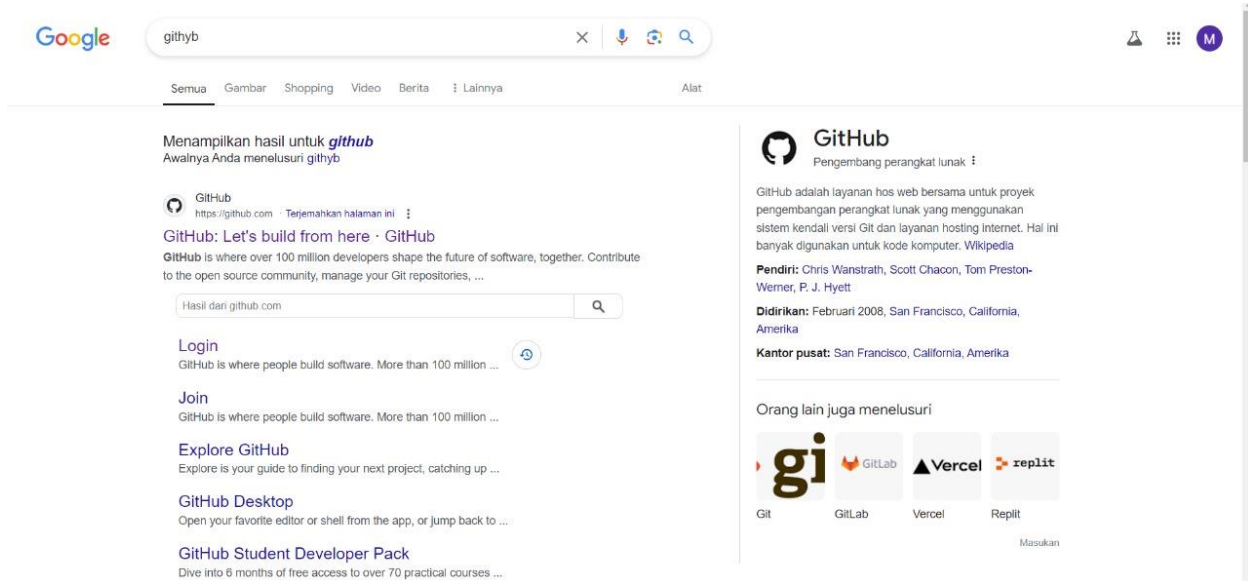 Google
githyb
M
Semua Gambar Shopping Video Berita Lainnya Alat
Menampilkan hasil untuk github
Awalnya Anda menelusuri githyb
GitHub
https://github.com · Terjemahkan halaman ini
GitHub: Let's build from here · GitHub
GitHub is where over 100 million developers shape the future of software, together. Contribute
to the open source community, manage your Git repositories, ...
Hasil dari github.com
Login
GitHub is where people build software. More than 100 million ...
Join
GitHub is where people build software. More than 100 million ...
Explore GitHub
Explore is your guide to finding your next project, catching up ...
GitHub Desktop
Open your favorite editor or shell from the app, or jump back to ...
GitHub Student Developer Pack
Dive into 6 months of free access to over 70 practical courses ...
GitHub
Pengembang perangkat lunak
GitHub adalah layanan hos web bersama untuk proyek
pengembangan perangkat lunak yang menggunakan
sistem kendali versi Git dan layanan hosting internet. Hal ini
banyak digunakan untuk kode komputer. Wikipedia
Pendiri: Chris Wanstrath, Scott Chacon, Tom Preston-
Werner, P. J. Hyett
Didirikan: Februari 2008, San Francisco, California,
Amerika
Kantor pusat: San Francisco, California, Amerika
Orang lain juga menelusuri
gi GitLab Vercel replit
Git GitLab Vercel Replit
Masukan